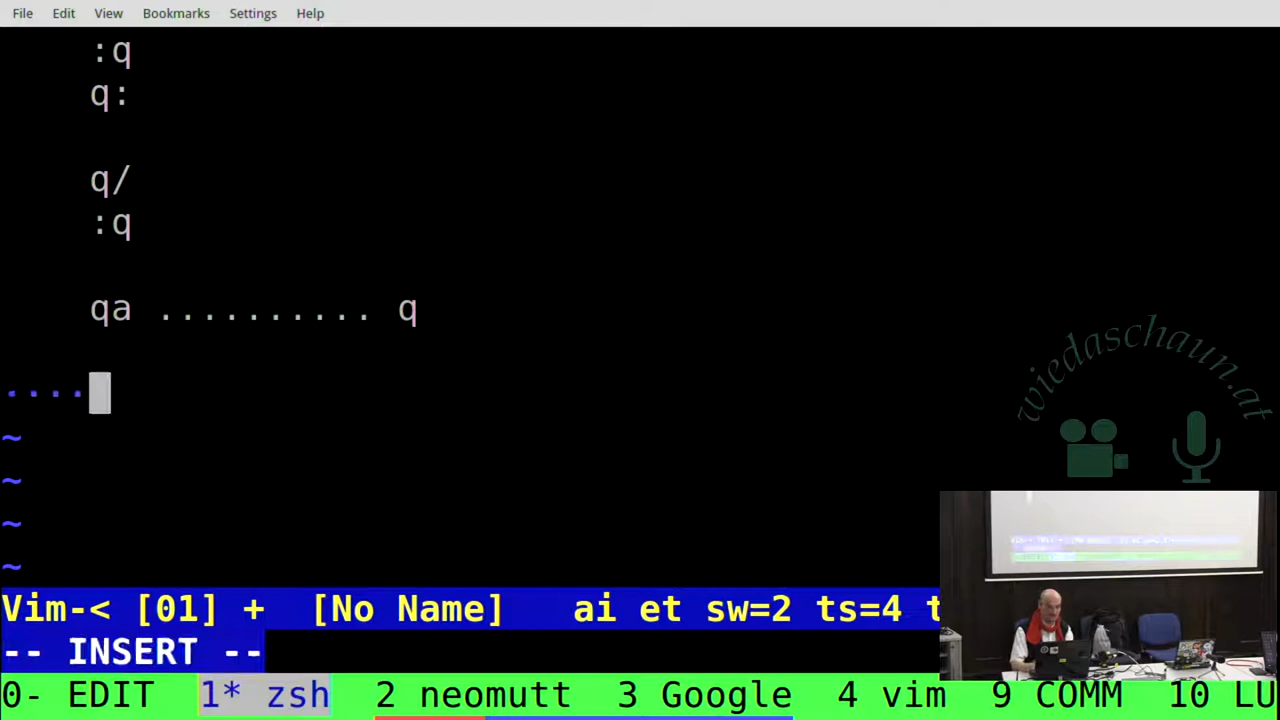 File Edit View Bookmarks Settings Help
:q
q:
q/
:q
qa .......... q
....
~
~
~
~
wiedaschaun.at
Vim-< [01] + [No Name] ai et sw=2 ts=4 t
-- INSERT --
0- EDIT 1* zsh 2 neomutt 3 Google 4 vim 9 COMM 10 LU